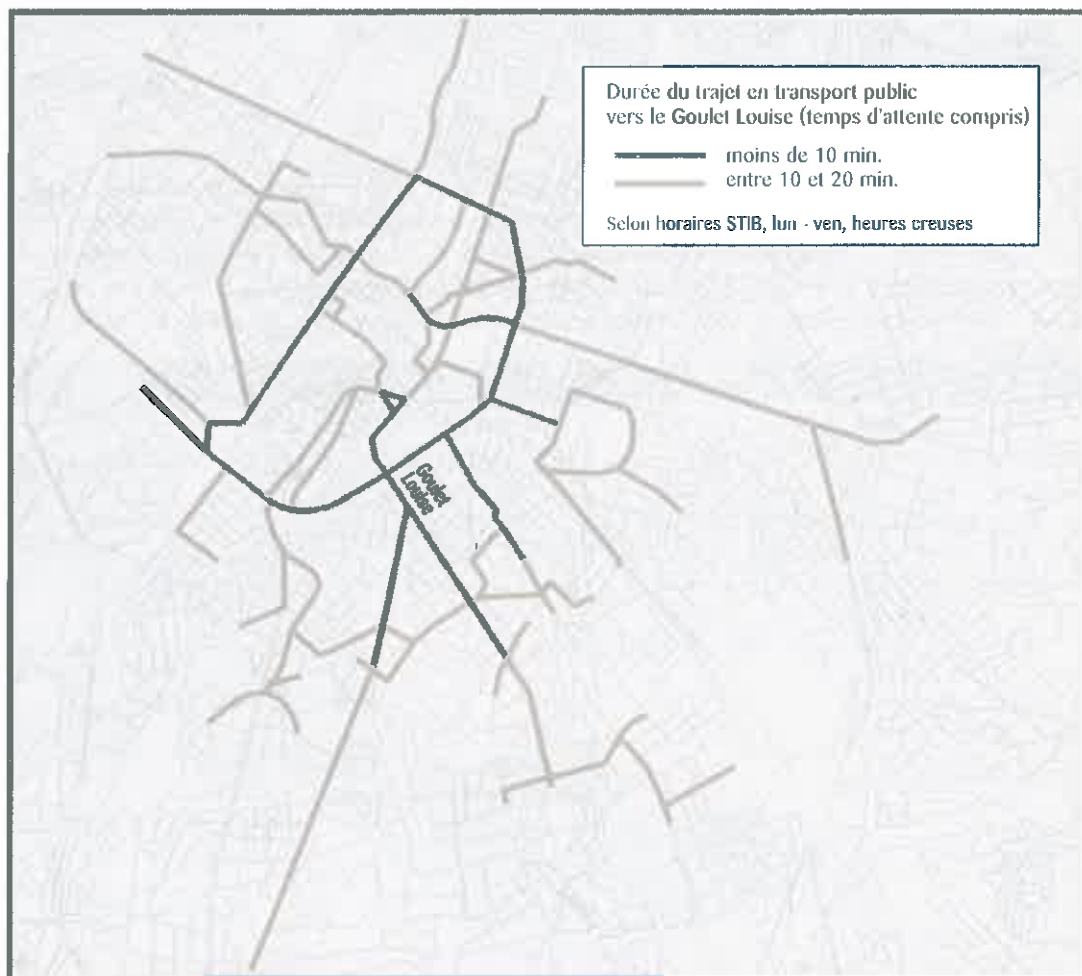 Durée du trajet en transport public
vers le Goulet Louise (temps d'attente compris)
moins de 10 min.
entre 10 et 20 min.
Selon horaires STIB, lun - ven, heures creuses
Goulet
Louise